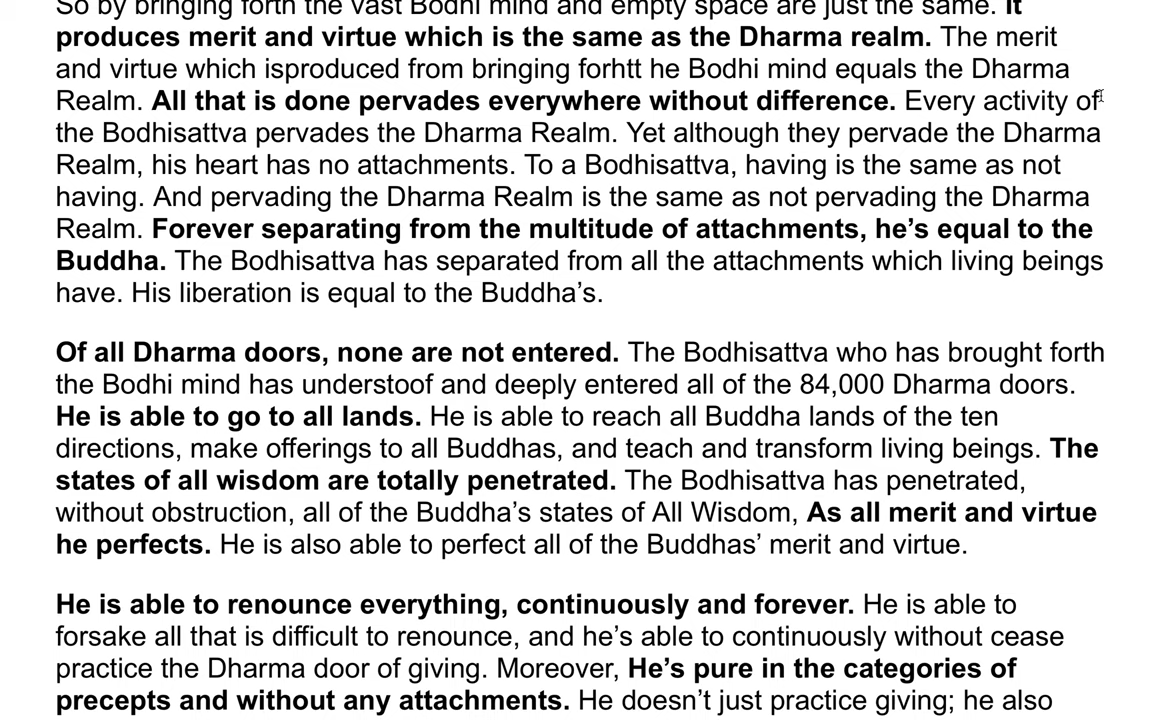 So by bringing forth the vast Bodhi mind and empty space are just the same. It
produces merit and virtue which is the same as the Dharma realm. The merit
and virtue which isproduced from bringing forhtt he Bodhi mind equals the Dharma
Realm. All that is done pervades everywhere without difference. Every activity of
the Bodhisattva pervades the Dharma Realm. Yet although they pervade the Dharma
Realm, his heart has no attachments. To a Bodhisattva, having is the same as not
having. And pervading the Dharma Realm is the same as not pervading the Dharma
Realm. Forever separating from the multitude of attachments, he’s equal to the
Buddha. The Bodhisattva has separated from all the attachments which living beings
have. His liberation is equal to the Buddha’s.
Of all Dharma doors, none are not entered. The Bodhisattva who has brought forth
the Bodhi mind has understoof and deeply entered all of the 84,000 Dharma doors.
He is able to go to all lands. He is able to reach all Buddha lands of the ten
directions, make offerings to all Buddhas, and teach and transform living beings. The
states of all wisdom are totally penetrated. The Bodhisattva has penetrated,
without obstruction, all of the Buddha’s states of All Wisdom, As all merit and virtue
he perfects. He is also able to perfect all of the Buddhas’ merit and virtue.
He is able to renounce everything, continuously and forever. He is able to
forsake all that is difficult to renounce, and he’s able to continuously without cease
practice the Dharma door of giving. Moreover, He’s pure in the categories of
precepts and without any attachments. He doesn’t just practice giving; he also